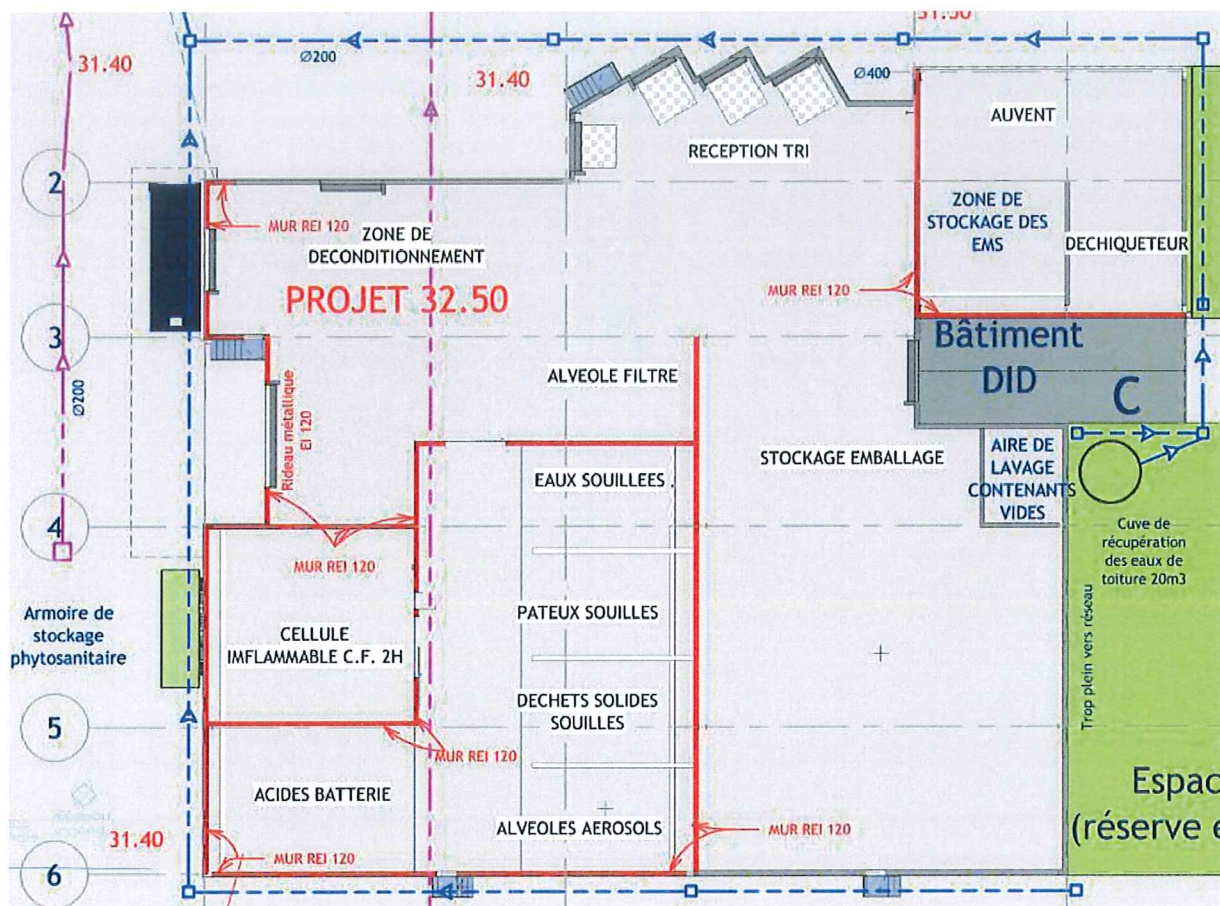 31.50
31.40
Ø200
31.40
Ø400
AUVENT
RECEPTION TRI
2
MUR REI 120
ZONE DE
DECONDITIONNEMENT
ZONE DE
STOCKAGE DES
EMS
DECHIQUETEUR
PROJET 32.50
MUR REI 120
3
Bâtiment
DID
C
Ø200
ALVEOLE FILTRE
Rideau métallique
EI 120
STOCKAGE EMBALLAGE
AIRE DE
LAVAGE
CONTENANTS
VIDES
EAUX SOUILLEES
4
Cuve de
récupération
des eaux de
toiture 20m3
MUR REI 120
Armoire de
stockage
phytosanitaire
PATEUX SOUILLES
CELLULE
IMFLAMMABLE C.F. 2H
Trop plein vers réseau
DECHETS SOLIDES
SOUILLES
5
MUR REI 120
ACIDES BATTERIE
Espac
(réserve e
31.40
ALVEOLES AEROSOLS
MUR REI 120
MUR REI 120
6